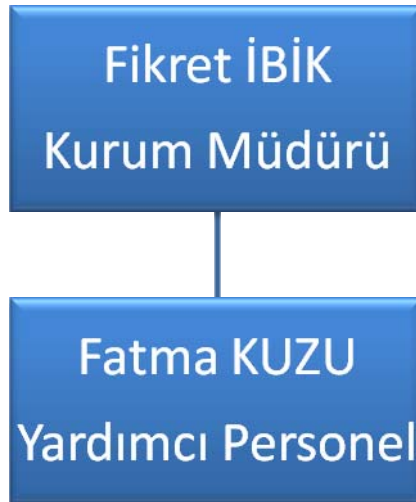 Fikret İBİK
Kurum Müdürü
Fatma KUZU
Yardımcı Personel